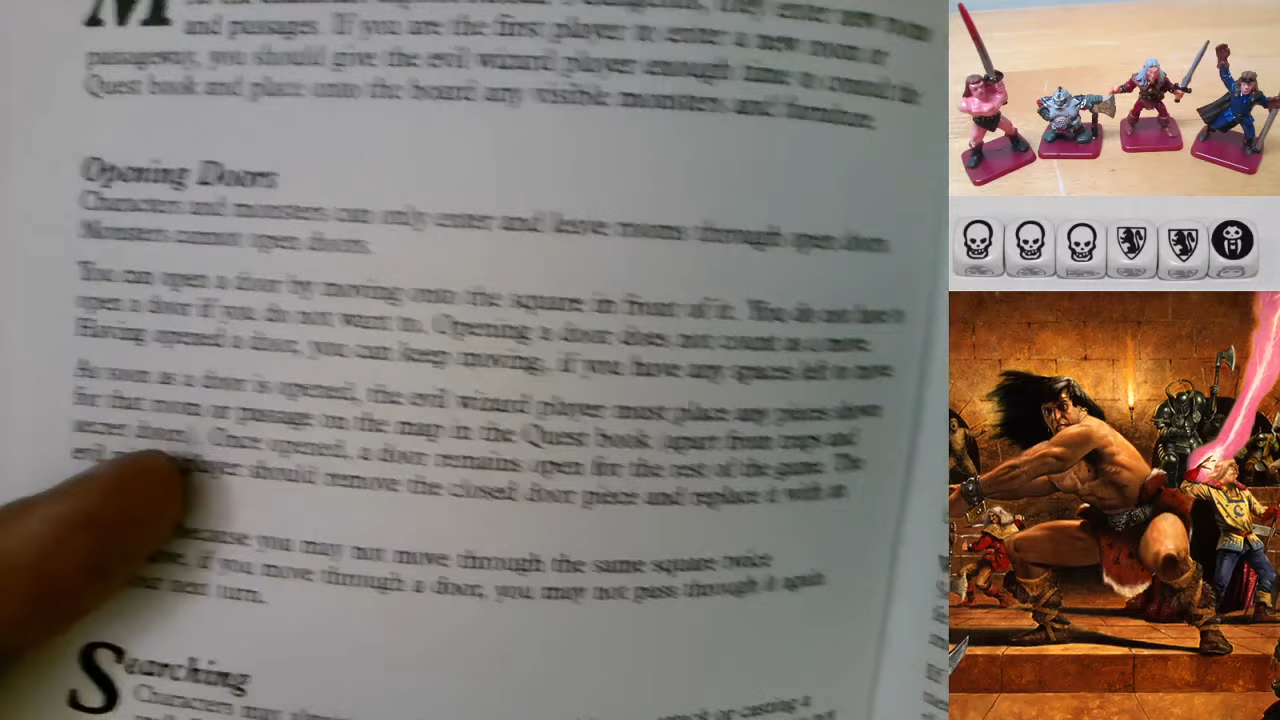 and passages. If you are the first player to enter a new room or
passageway, you should give the evil wizard player enough time to consult the
Quest book and place onto the board any visible monsters and furniture.
Opening Doors
Characters and monsters can only enter and leave rooms through open doors.
Monsters cannot open doors.
You can open a door by moving onto the square in front of it. You do not have to
open a door if you do not want to. Opening a door does not count as a move.
Having opened a door, you can keep moving, if you have any spaces left to move
As soon as a door is opened, the evil wizard player must place any pieces shown
for that room or passage on the map in the Quest book (apart from traps and
secret doors). Once opened, a door remains open for the rest of the game. The
evil player should remove the closed door piece and replace it with an
because you may not move through the same square twice
if you move through a door, you may not pass through it again
next turn.
Searching
Characters may